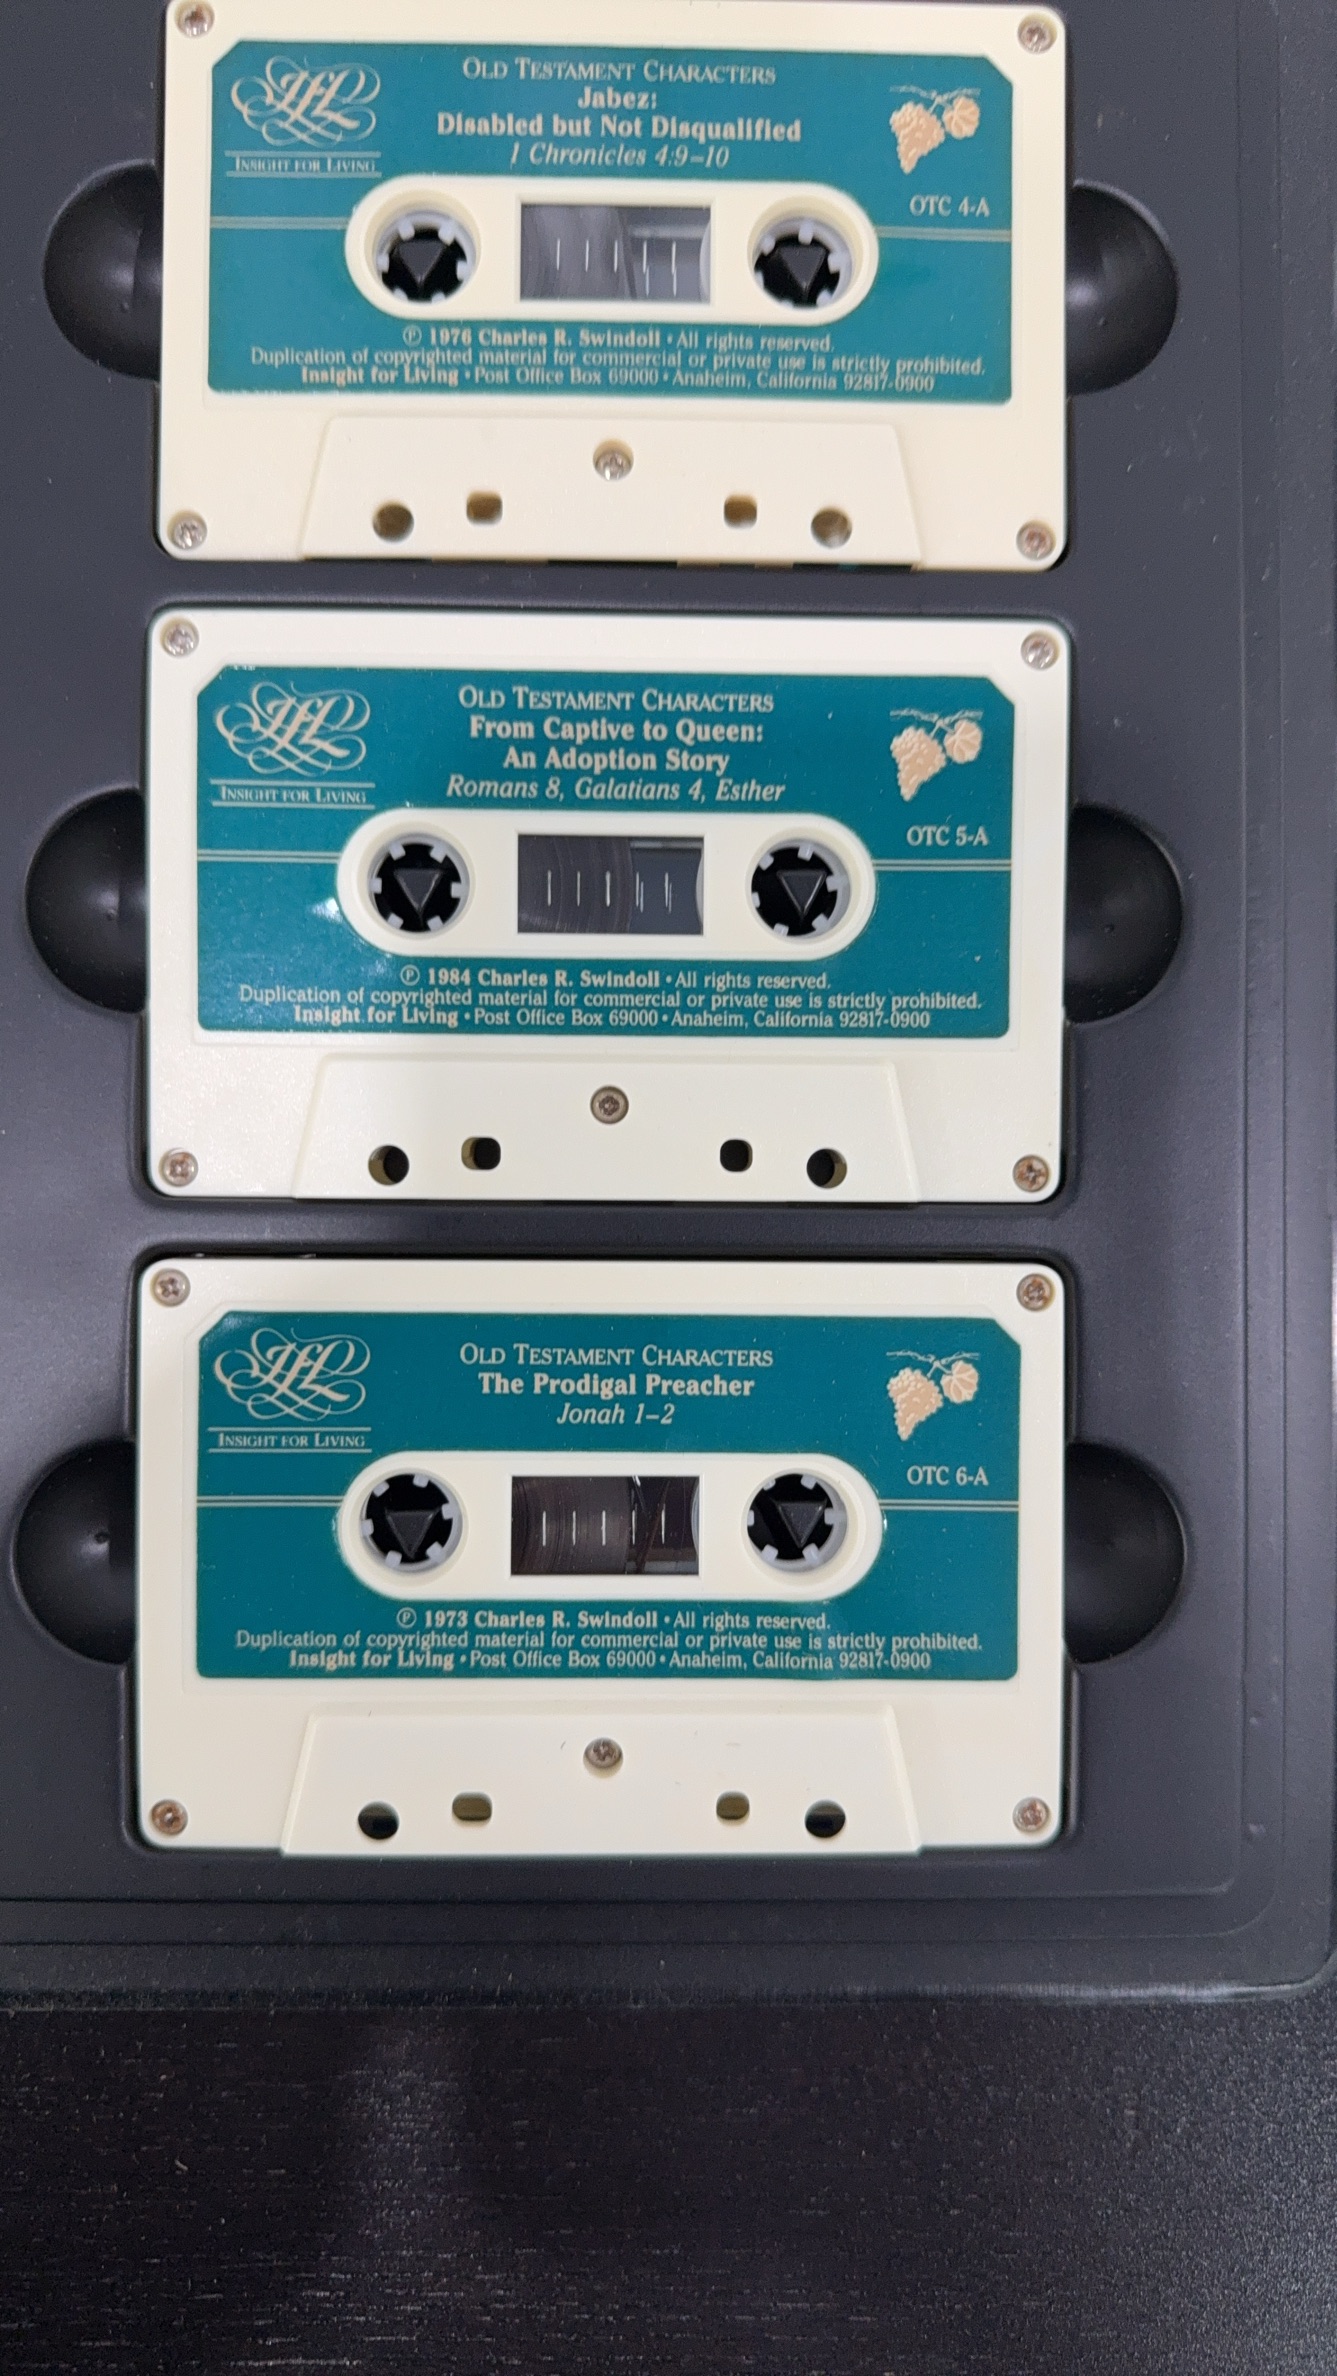 IfL
INSIGHT FOR LIVING
OLD TESTAMENT CHARACTERS
Jabez:
Disabled but Not Disqualified
1 Chronicles 4:9–10
OTC 4-A
℗ 1976 Charles R. Swindoll • All rights reserved.
Duplication of copyrighted material for commercial or private use is strictly prohibited.
Insight for Living • Post Office Box 69000 • Anaheim, California 92817-0900
IfL
INSIGHT FOR LIVING
OLD TESTAMENT CHARACTERS
From Captive to Queen:
An Adoption Story
Romans 8, Galatians 4, Esther
OTC 5-A
℗ 1984 Charles R. Swindoll • All rights reserved.
Duplication of copyrighted material for commercial or private use is strictly prohibited.
Insight for Living • Post Office Box 69000 • Anaheim, California 92817-0900
IfL
INSIGHT FOR LIVING
OLD TESTAMENT CHARACTERS
The Prodigal Preacher
Jonah 1–2
OTC 6-A
℗ 1973 Charles R. Swindoll • All rights reserved.
Duplication of copyrighted material for commercial or private use is strictly prohibited.
Insight for Living • Post Office Box 69000 • Anaheim, California 92817-0900